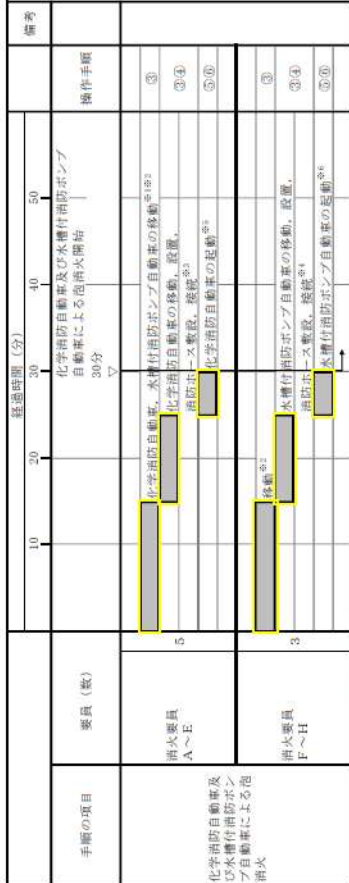 経過時間（分）
備考
手順の項目
要員（数）
10
20
30
40
50
操作手順
化学消防自動車及び水槽付消防ポンプ
自動車による泡消火開始
30分
▽
化学消防自動車及
び水槽付消防ポン
プ自動車による泡
消火
消火要員
A～E
5
化学消防自動車，水槽付消防ポンプ自動車の移動※1※2
③
化学消防自動車の移動，設置，
消防ホース敷設，接続※3
③④
化学消防自動車の起動※5
⑤⑥
消火要員
F～H
3
移動※2
③
水槽付消防ポンプ自動車の移動，設置，
消防ホース敷設，接続※4
③④
水槽付消防ポンプ自動車の起動※6
⑤⑥